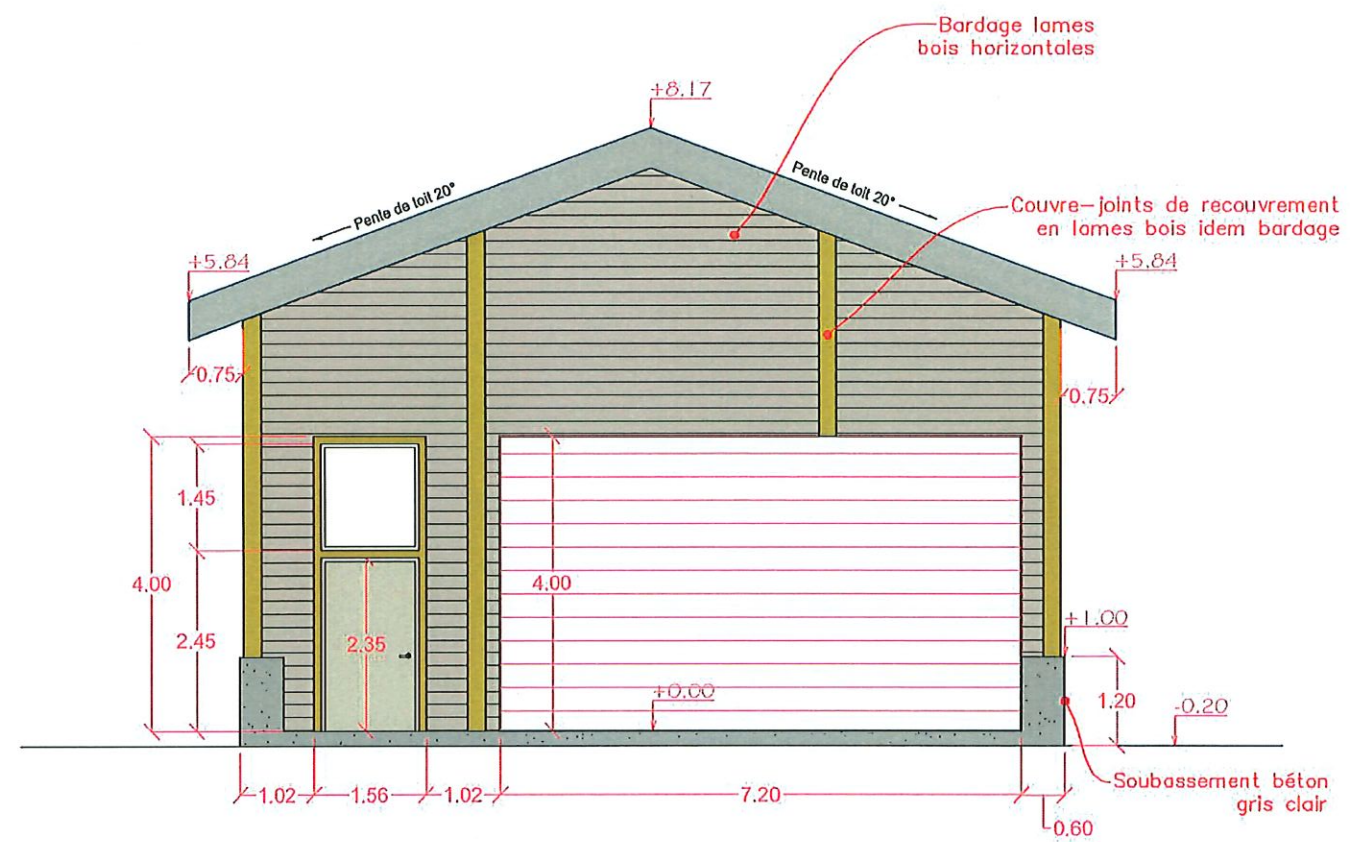 Bardage lames
bois horizontales
+8.17
Pente de toit 20°
Pente de toit 20°
Couvre-joints de recouvrement
en lames bois idem bardage
+5.84
+5.84
0.75
0.75
1.45
4.00
4.00
2.45
2.35
+1.00
+0.00
1.20
-0.20
1.02
1.56
1.02
7.20
0.60
Soubassement béton
gris clair